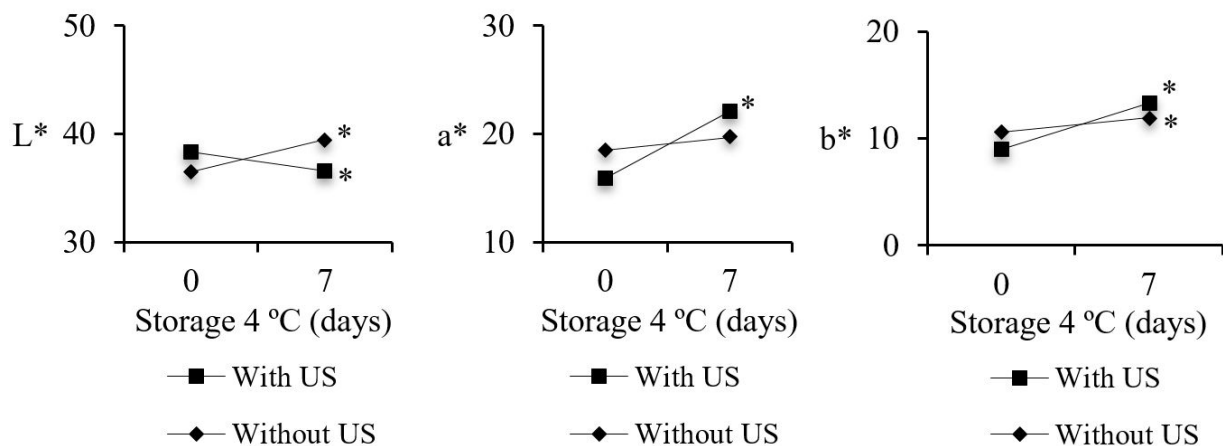 50
L* 40
30
*
*
0 7
Storage 4 ºC (days)
With US
Without US
30
a* 20
10
*
0 7
Storage 4 ºC (days)
With US
Without US
20
b* 10
0
*
*
0 7
Storage 4 ºC (days)
With US
Without US